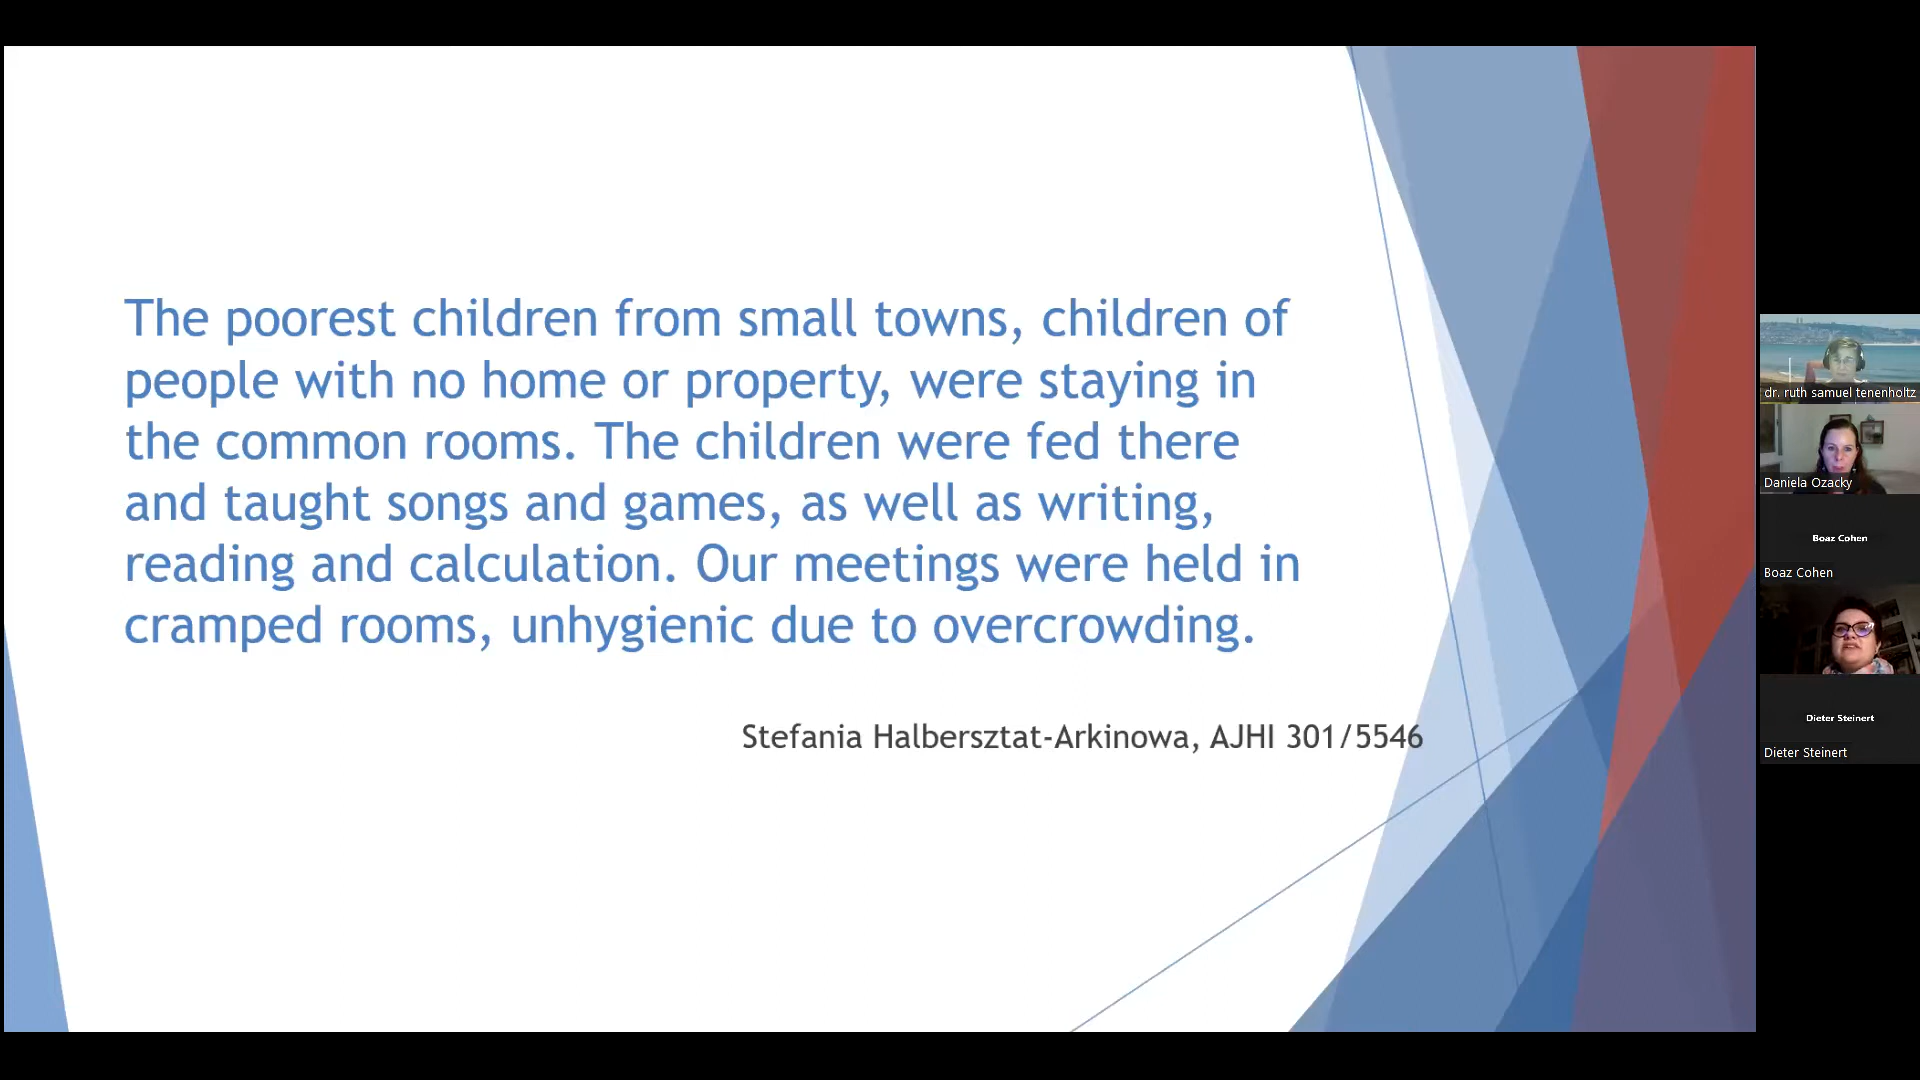 The poorest children from small towns, children of
people with no home or property, were staying in
the common rooms. The children were fed there
and taught songs and games, as well as writing,
reading and calculation. Our meetings were held in
cramped rooms, unhygienic due to overcrowding.
Stefania Halbersztat-Arkinowa, AJHI 301/5546
dr. ruth samuel tenenholtz
Daniela Ozacky
Boaz Cohen
Boaz Cohen
Dieter Steinert
Dieter Steinert